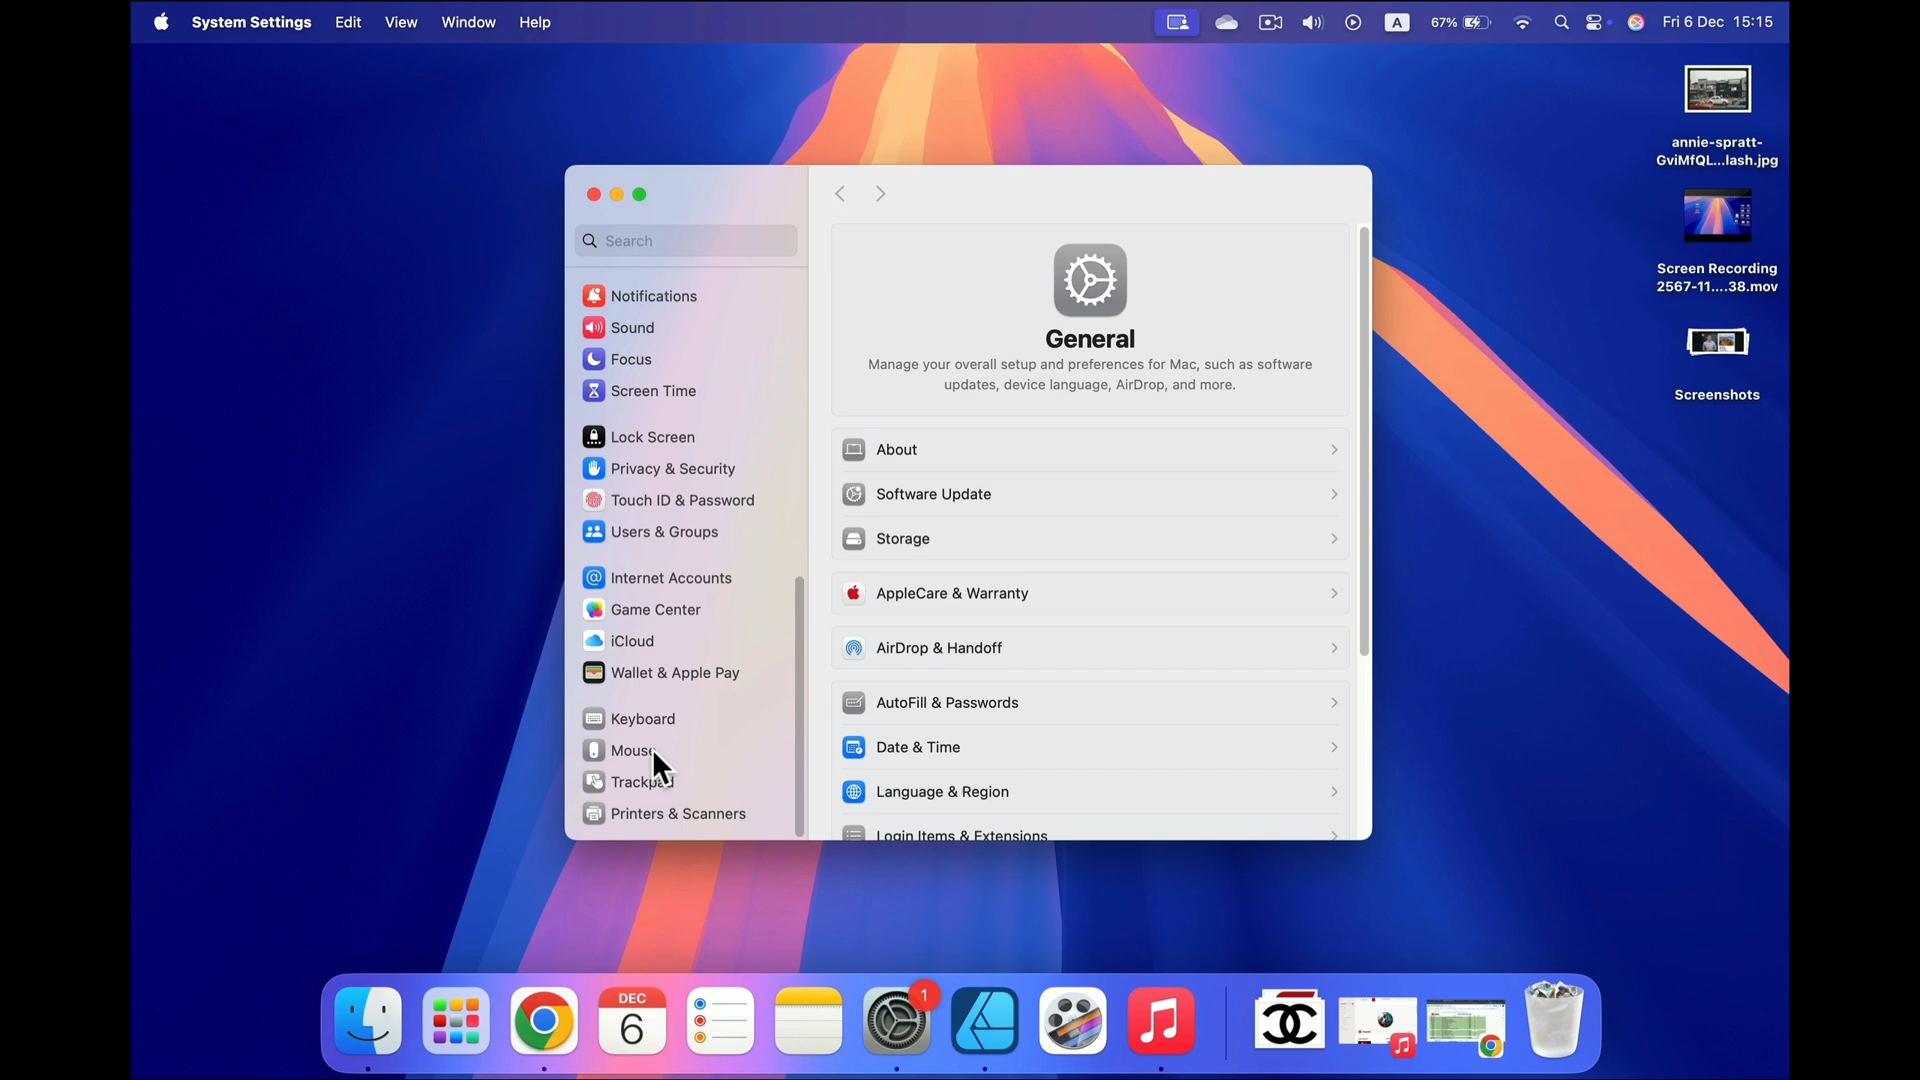 System Settings Edit View Window Help A 67% Fri 6 Dec 15:15
annie-spratt-
GviMfQL...lash.jpg
Screen Recording
2567-11....38.mov
Screenshots
Search
Notifications
Sound
Focus
Screen Time
Lock Screen
Privacy & Security
Touch ID & Password
Users & Groups
Internet Accounts
Game Center
iCloud
Wallet & Apple Pay
Keyboard
Mouse
Trackpad
Printers & Scanners
General
Manage your overall setup and preferences for Mac, such as software
updates, device language, AirDrop, and more.
About
Software Update
Storage
AppleCare & Warranty
AirDrop & Handoff
AutoFill & Passwords
Date & Time
Language & Region
Login Items & Extensions
DEC
6
1